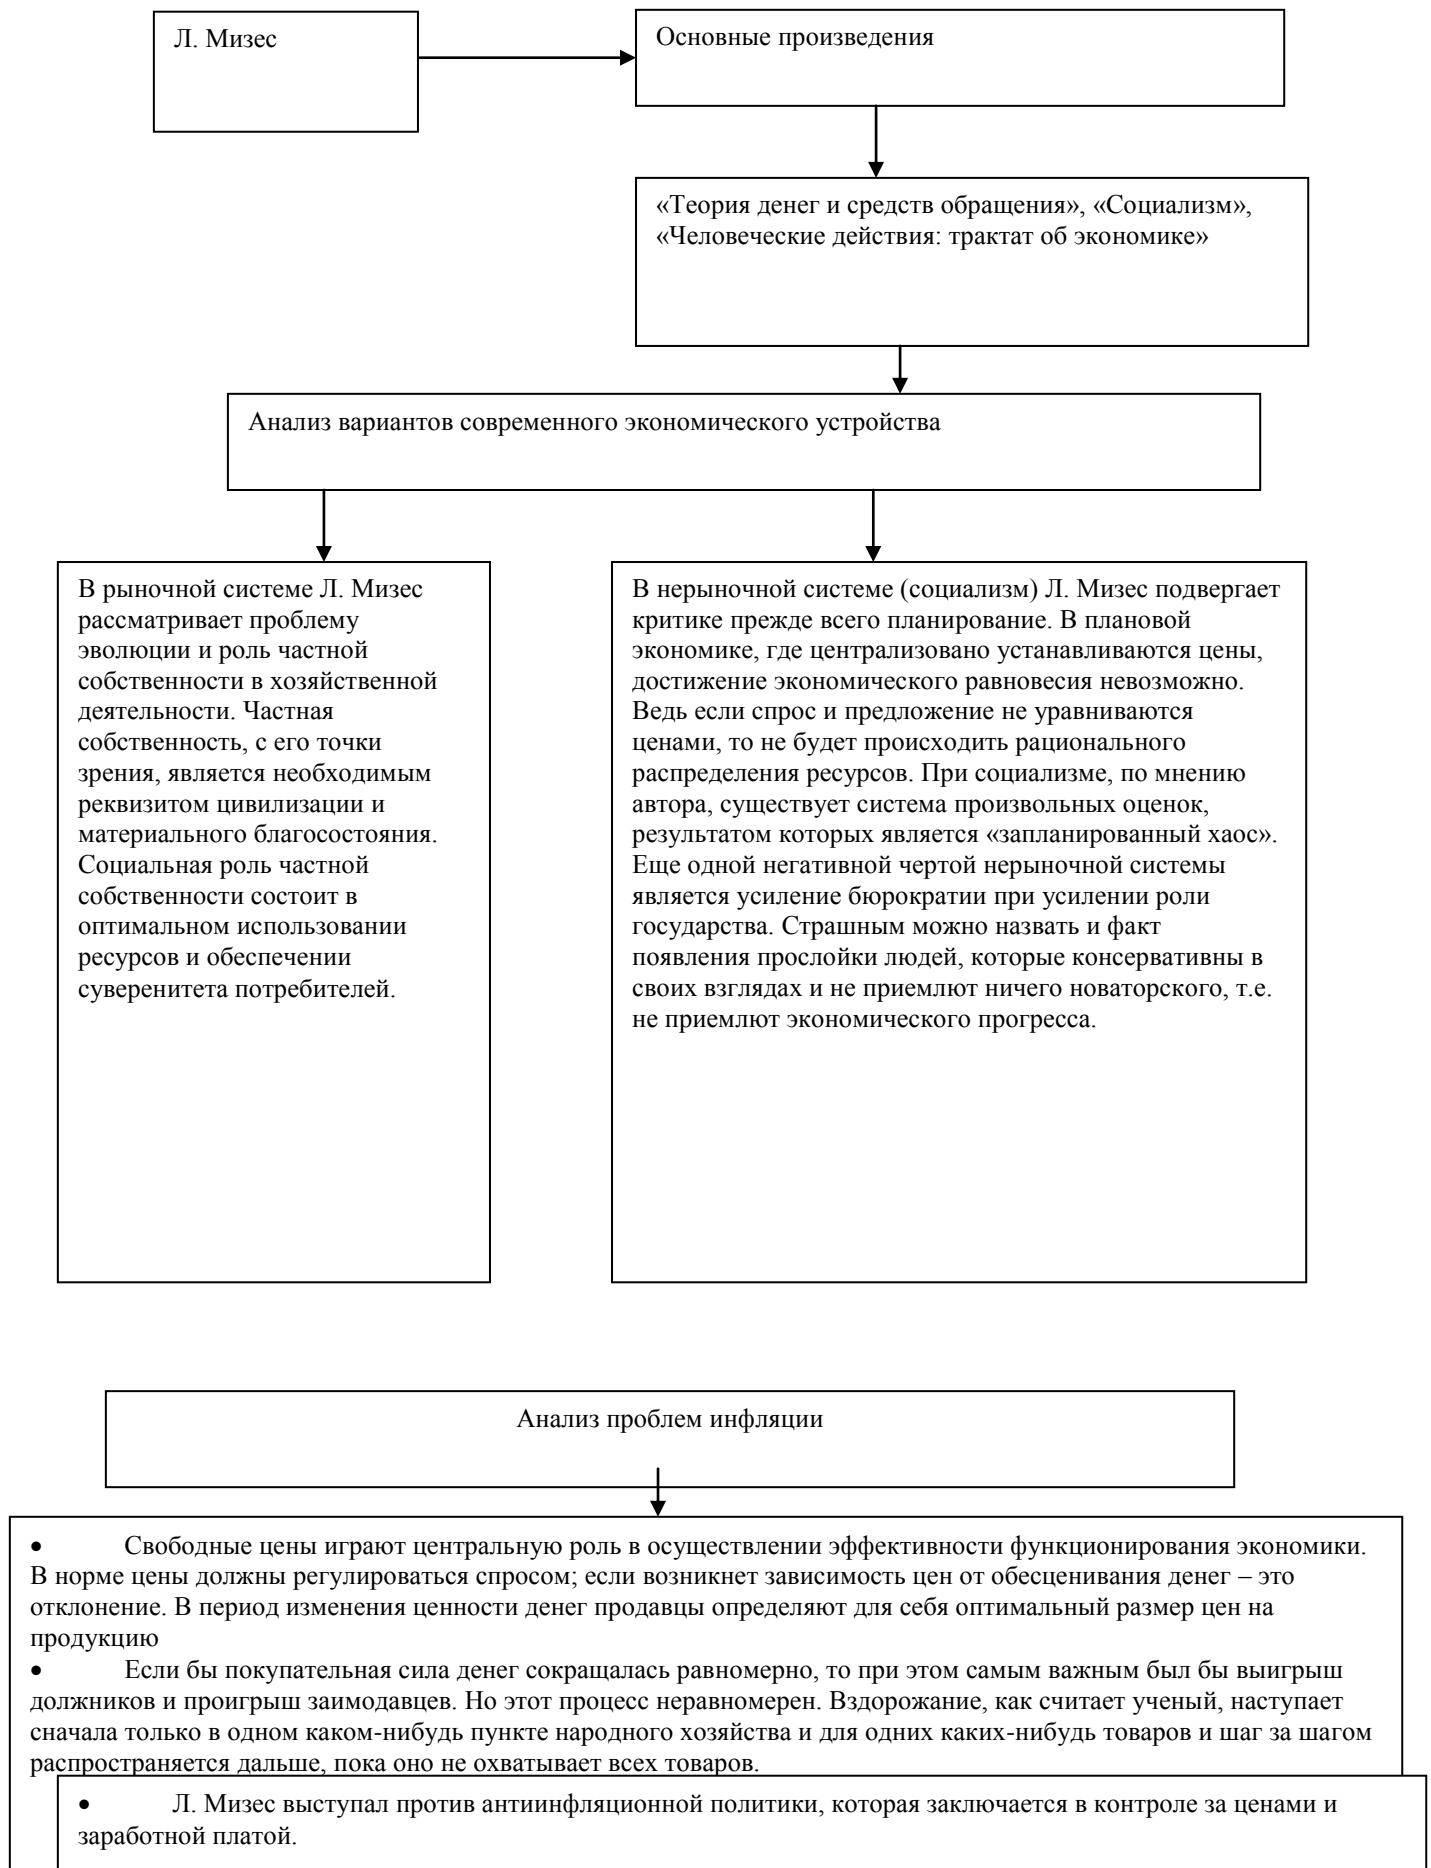 Л. Мизес
Основные произведения
«Теория денег и средств обращения», «Социализм»,
«Человеческие действия: трактат об экономике»
Анализ вариантов современного экономического устройства
В рыночной системе Л. Мизес
рассматривает проблему
эволюции и роль частной
собственности в хозяйственной
деятельности. Частная
собственность, с его точки
зрения, является необходимым
реквизитом цивилизации и
материального благосостояния.
Социальная роль частной
собственности состоит в
оптимальном использовании
ресурсов и обеспечении
суверенитета потребителей.
В нерыночной системе (социализм) Л. Мизес подвергает
критике прежде всего планирование. В плановой
экономике, где централизовано устанавливаются цены,
достижение экономического равновесия невозможно.
Ведь если спрос и предложение не уравниваются
ценами, то не будет происходить рационального
распределения ресурсов. При социализме, по мнению
автора, существует система произвольных оценок,
результатом которых является «запланированный хаос».
Еще одной негативной чертой нерыночной системы
является усиление бюрократии при усилении роли
государства. Страшным можно назвать и факт
появления прослойки людей, которые консервативны в
своих взглядах и не приемлют ничего новаторского, т.е.
не приемлют экономического прогресса.
Анализ проблем инфляции
• Свободные цены играют центральную роль в осуществлении эффективности функционирования экономики.
В норме цены должны регулироваться спросом; если возникнет зависимость цен от обесценивания денег – это
отклонение. В период изменения ценности денег продавцы определяют для себя оптимальный размер цен на
продукцию
• Если бы покупательная сила денег сокращалась равномерно, то при этом самым важным был бы выигрыш
должников и проигрыш заимодавцев. Но этот процесс неравномерен. Вздорожание, как считает ученый, наступает
сначала только в одном каком-нибудь пункте народного хозяйства и для одних каких-нибудь товаров и шаг за шагом
распространяется дальше, пока оно не охватывает всех товаров.
• Л. Мизес выступал против антиинфляционной политики, которая заключается в контроле за ценами и
заработной платой.